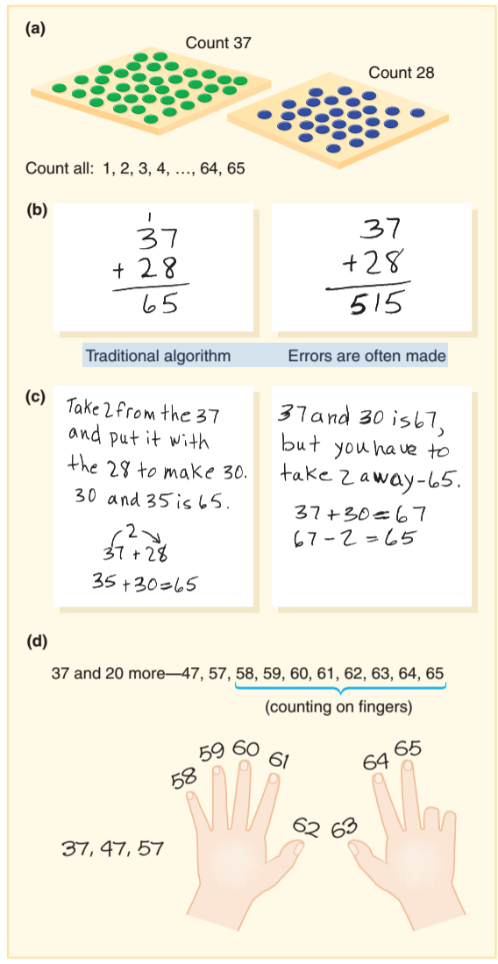 (a)
Count 37
Count 28
Count all: 1, 2, 3, 4, …, 64, 65
(b)
1
37
+ 28
65
37
+28
515
Traditional algorithm
Errors are often made
(c)
Take 2 from the 37
and put it with
the 28 to make 30.
30 and 35 is 65.
2
37 + 28
35 + 30 = 65
37 and 30 is 67,
but you have to
take 2 away-65.
37 + 30 = 67
67 - 2 = 65
(d)
37 and 20 more—47, 57, 58, 59, 60, 61, 62, 63, 64, 65
(counting on fingers)
58
59
60
61
62
63
64
65
37, 47, 57